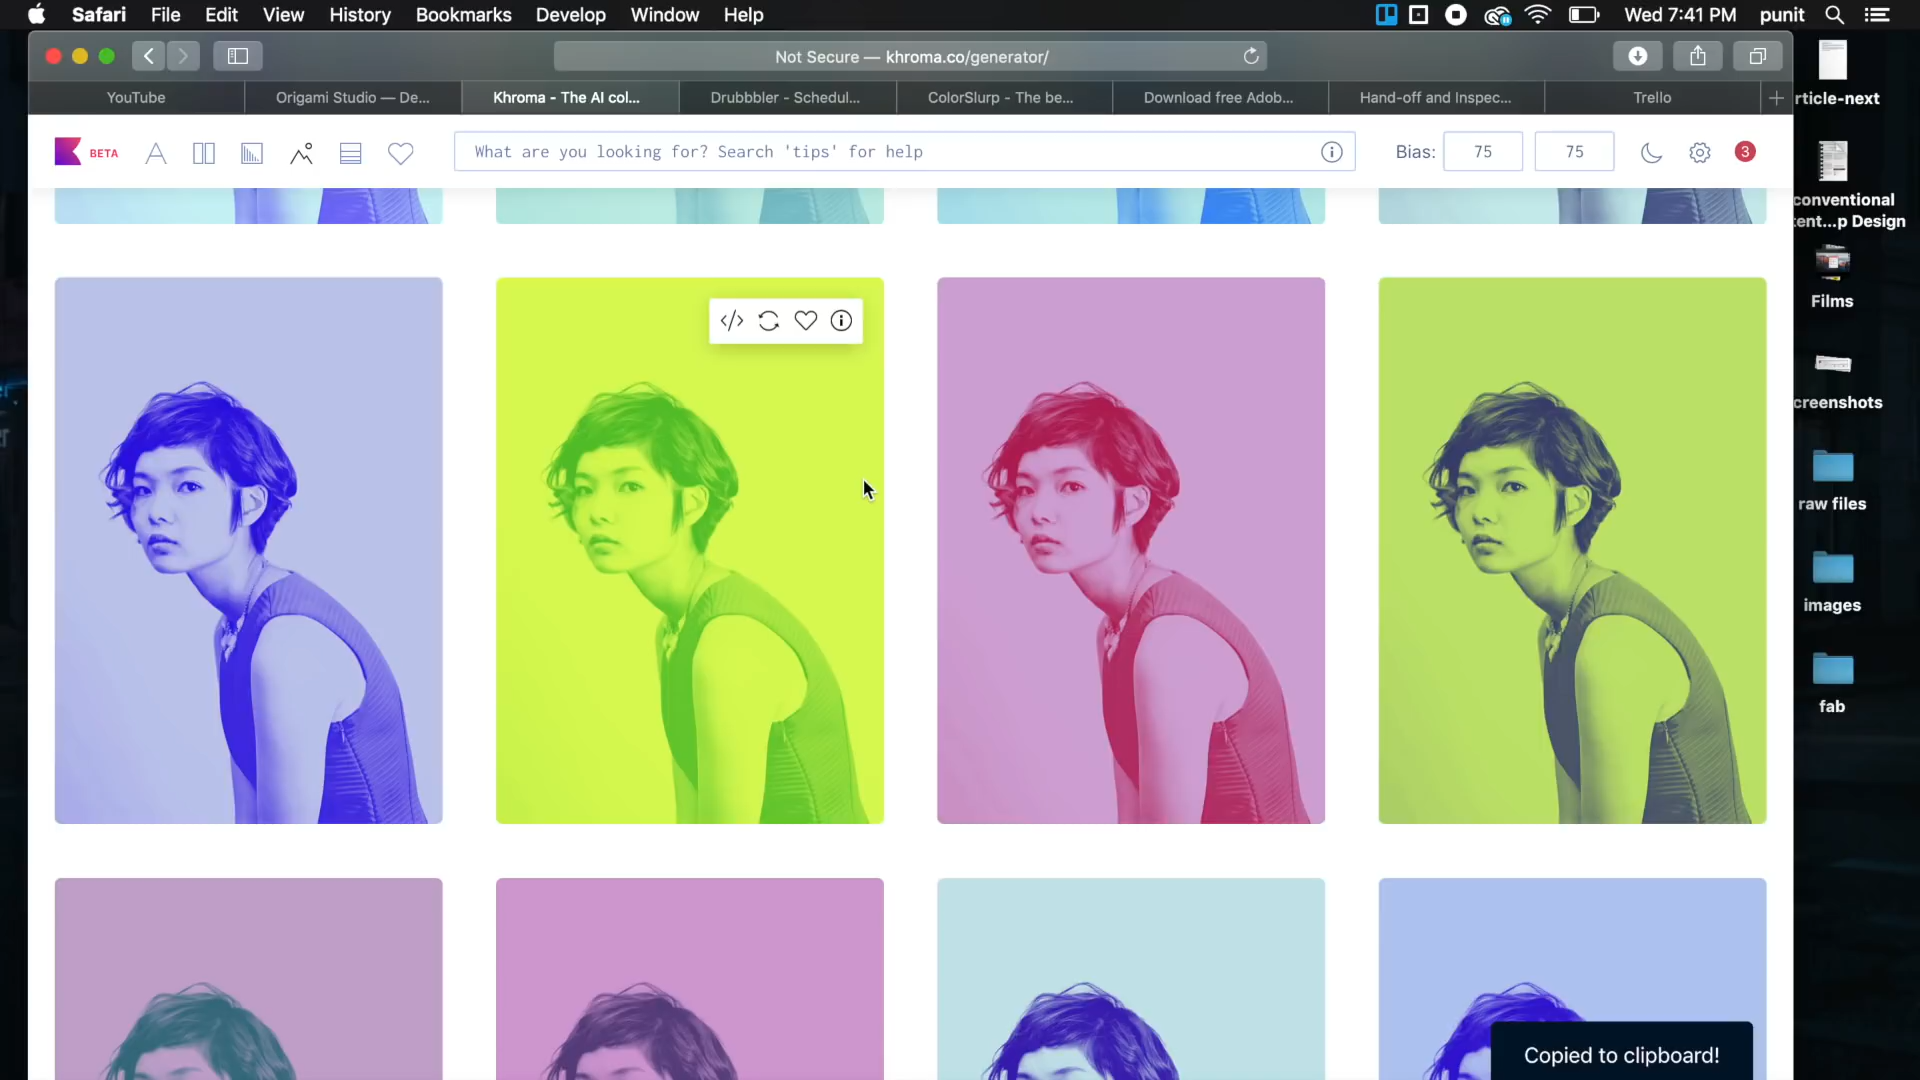 Safari File Edit View History Bookmarks Develop Window Help Wed 7:41 PM punit
Not Secure — khroma.co/generator/
YouTube Origami Studio — De... Khroma - The AI col... Drubbbler - Schedul... ColorSlurp - The be... Download free Adob... Hand-off and Inspec... Trello
BETA What are you looking for? Search 'tips' for help Bias: 75 75 3
rticle-next
conventional
tent...p Design
Films
creenshots
raw files
images
fab
Copied to clipboard!